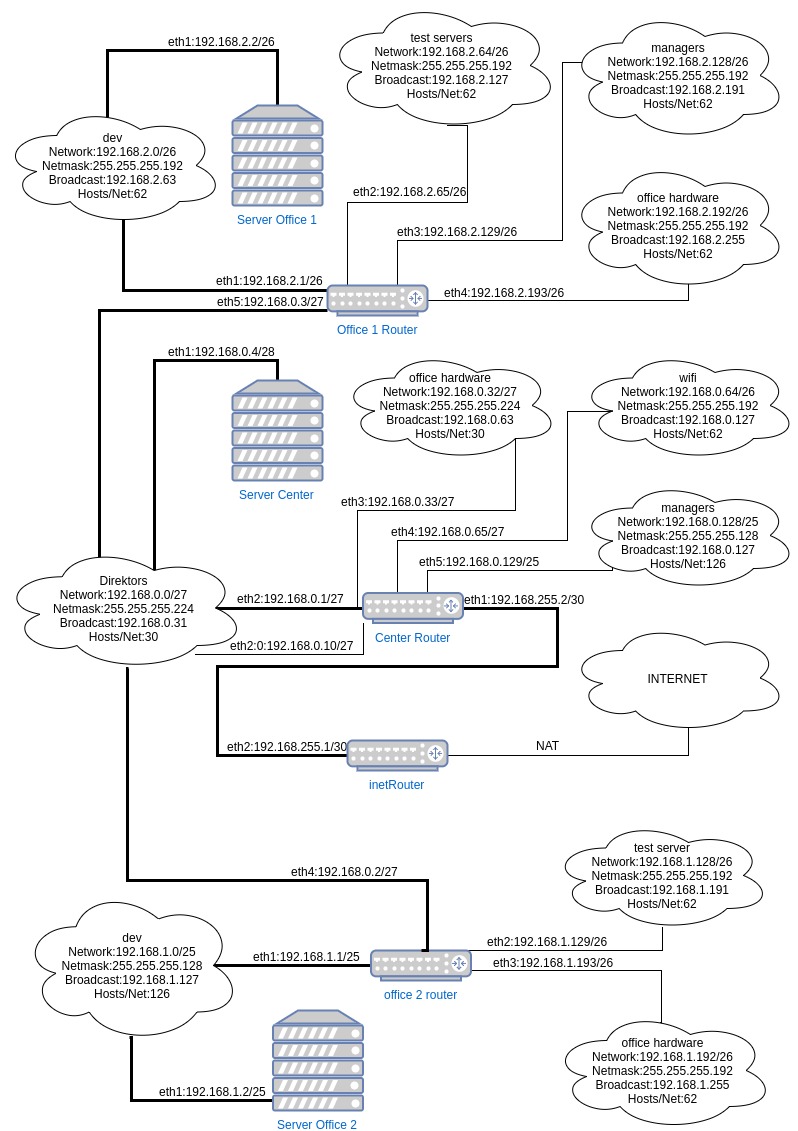 eth1:192.168.2.2/26
test servers
Network:192.168.2.64/26
Netmask:255.255.255.192
Broadcast:192.168.2.127
Hosts/Net:62
managers
Network:192.168.2.128/26
Netmask:255.255.255.192
Broadcast:192.168.2.191
Hosts/Net:62
dev
Network:192.168.2.0/26
Netmask:255.255.255.192
Broadcast:192.168.2.63
Hosts/Net:62
Server Office 1
eth2:192.168.2.65/26
office hardware
Network:192.168.2.192/26
Netmask:255.255.255.192
Broadcast:192.168.2.255
Hosts/Net:62
eth3:192.168.2.129/26
eth1:192.168.2.1/26
eth5:192.168.0.3/27
eth4:192.168.2.193/26
Office 1 Router
eth1:192.168.0.4/28
Server Center
office hardware
Network:192.168.0.32/27
Netmask:255.255.255.224
Broadcast:192.168.0.63
Hosts/Net:30
wifi
Network:192.168.0.64/26
Netmask:255.255.255.192
Broadcast:192.168.0.127
Hosts/Net:62
eth3:192.168.0.33/27
eth4:192.168.0.65/27
eth5:192.168.0.129/25
managers
Network:192.168.0.128/25
Netmask:255.255.255.128
Broadcast:192.168.0.127
Hosts/Net:126
Direktors
Network:192.168.0.0/27
Netmask:255.255.255.224
Broadcast:192.168.0.31
Hosts/Net:30
eth2:192.168.0.1/27
eth1:192.168.255.2/30
Center Router
eth2:0:192.168.0.10/27
INTERNET
eth2:192.168.255.1/30
NAT
inetRouter
eth4:192.168.0.2/27
test server
Network:192.168.1.128/26
Netmask:255.255.255.192
Broadcast:192.168.1.191
Hosts/Net:62
dev
Network:192.168.1.0/25
Netmask:255.255.255.128
Broadcast:192.168.1.127
Hosts/Net:126
eth1:192.168.1.1/25
eth2:192.168.1.129/26
eth3:192.168.1.193/26
office 2 router
office hardware
Network:192.168.1.192/26
Netmask:255.255.255.192
Broadcast:192.168.1.255
Hosts/Net:62
eth1:192.168.1.2/25
Server Office 2